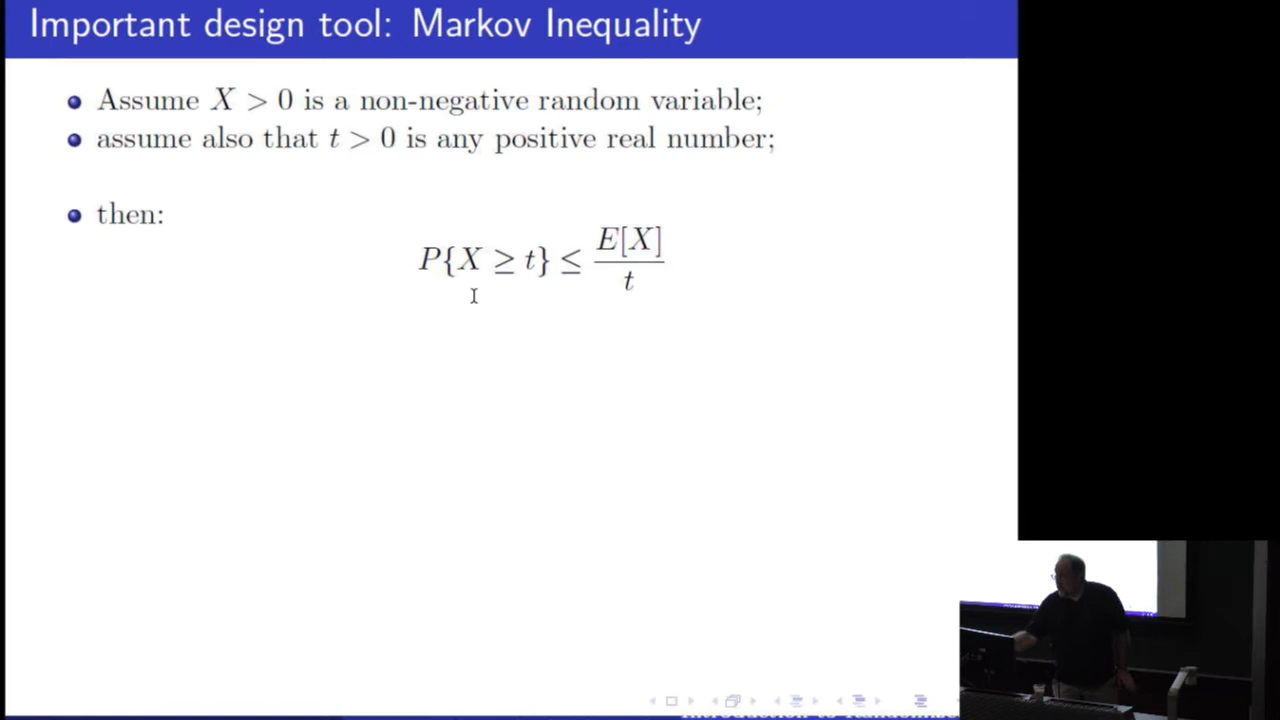 Important design tool: Markov Inequality
Assume X > 0 is a non-negative random variable;
assume also that t > 0 is any positive real number;
then:
P{X ≥ t} ≤ E[X] / t